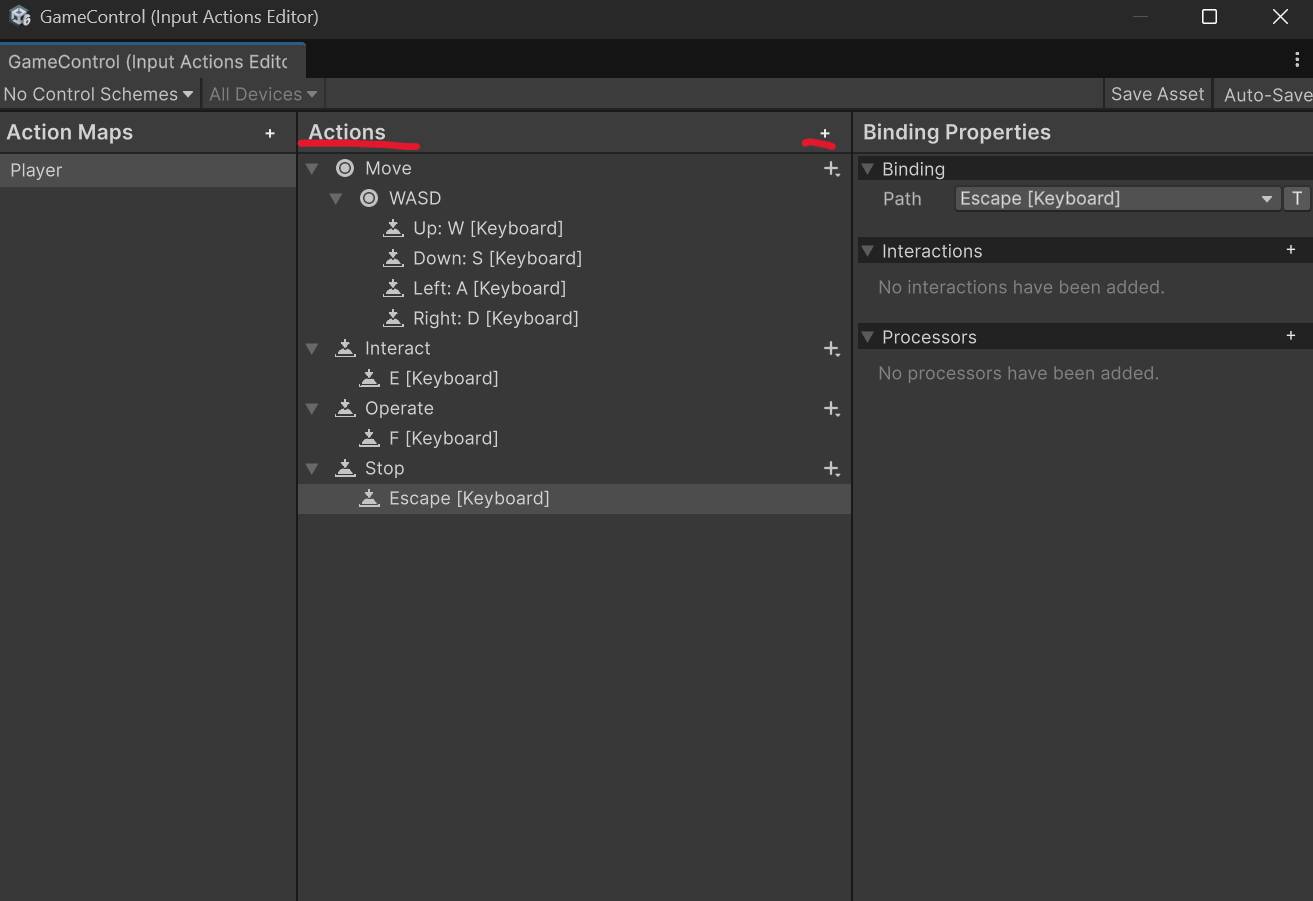 GameControl (Input Actions Editor)
GameControl (Input Actions Edito
No Control Schemes
All Devices
Save Asset
Auto-Save
Action Maps
+
Actions
+
Binding Properties
Player
Move
WASD
Up: W [Keyboard]
Down: S [Keyboard]
Left: A [Keyboard]
Right: D [Keyboard]
Interact
E [Keyboard]
Operate
F [Keyboard]
Stop
Escape [Keyboard]
Binding
Path
Escape [Keyboard]
T
Interactions
+
No interactions have been added.
Processors
+
No processors have been added.